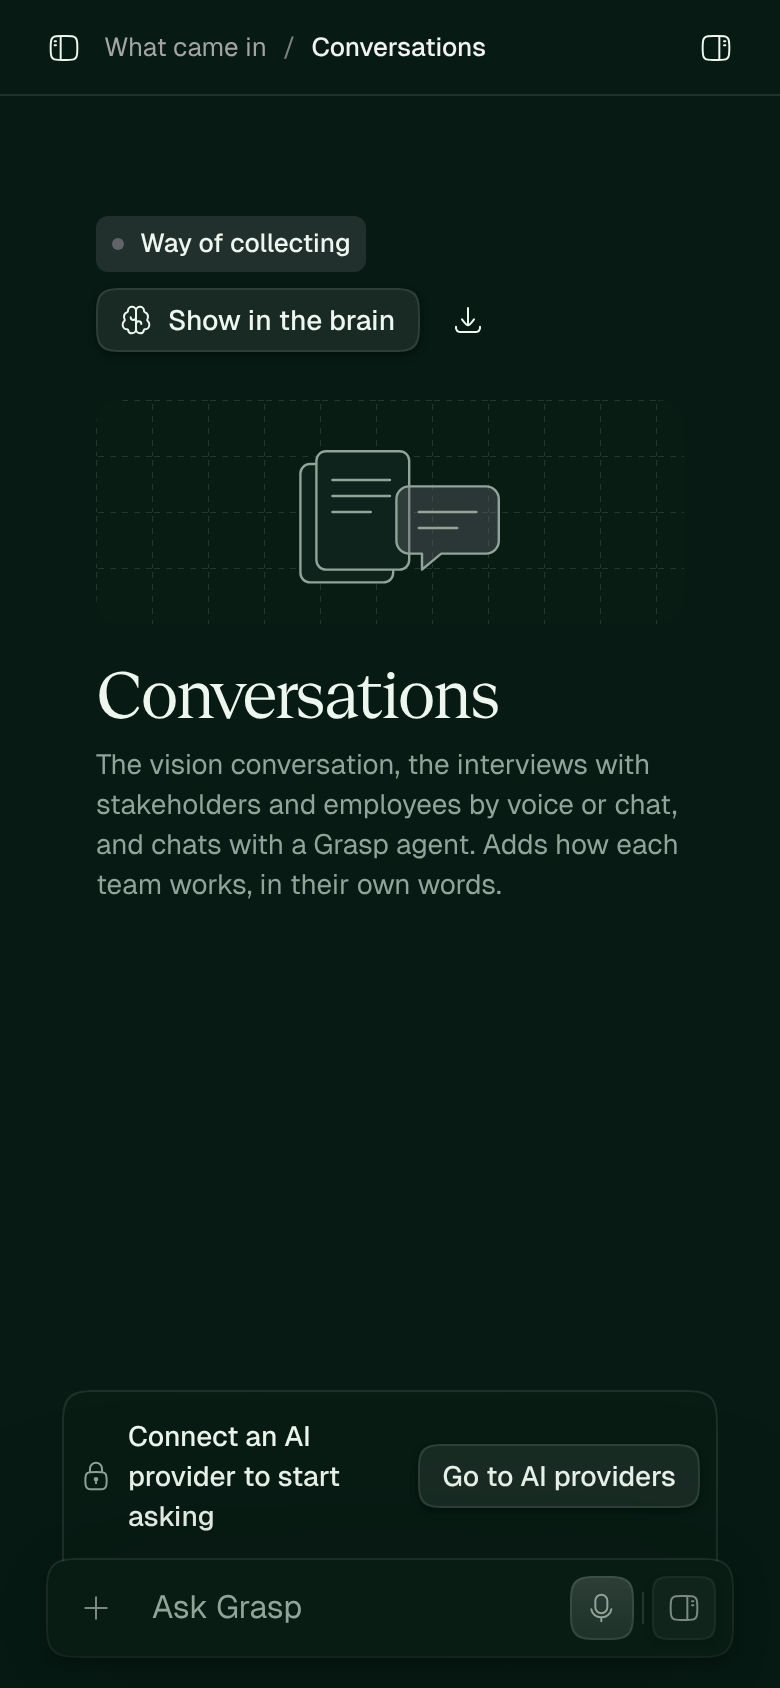 What came in / Conversations
Way of collecting
Show in the brain
Conversations
The vision conversation, the interviews with
stakeholders and employees by voice or chat,
and chats with a Grasp agent. Adds how each
team works, in their own words.
Connect an AI
provider to start
asking
Go to AI providers
Ask Grasp